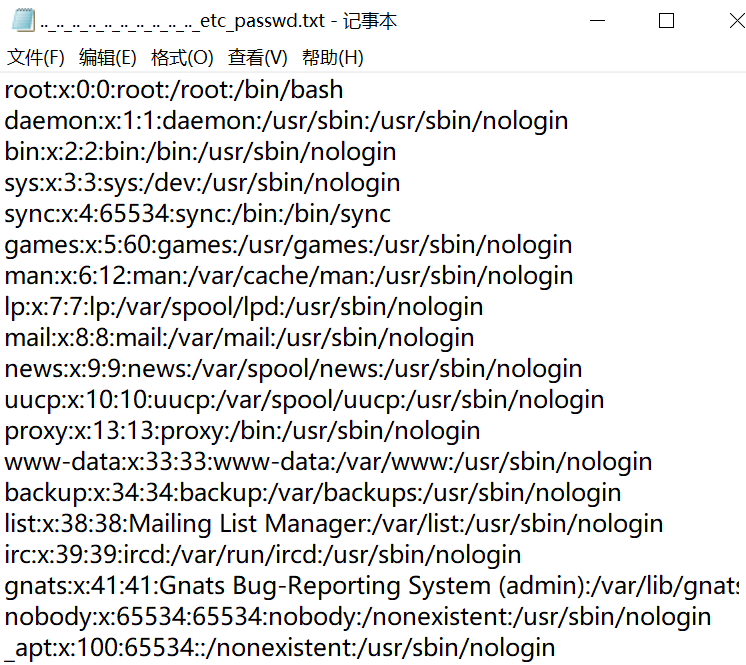 .._.._.._.._.._.._.._.._.._.._etc_passwd.txt - 记事本
文件(F) 编辑(E) 格式(O) 查看(V) 帮助(H)
root:x:0:0:root:/root:/bin/bash
daemon:x:1:1:daemon:/usr/sbin:/usr/sbin/nologin
bin:x:2:2:bin:/bin:/usr/sbin/nologin
sys:x:3:3:sys:/dev:/usr/sbin/nologin
sync:x:4:65534:sync:/bin:/bin/sync
games:x:5:60:games:/usr/games:/usr/sbin/nologin
man:x:6:12:man:/var/cache/man:/usr/sbin/nologin
lp:x:7:7:lp:/var/spool/lpd:/usr/sbin/nologin
mail:x:8:8:mail:/var/mail:/usr/sbin/nologin
news:x:9:9:news:/var/spool/news:/usr/sbin/nologin
uucp:x:10:10:uucp:/var/spool/uucp:/usr/sbin/nologin
proxy:x:13:13:proxy:/bin:/usr/sbin/nologin
www-data:x:33:33:www-data:/var/www:/usr/sbin/nologin
backup:x:34:34:backup:/var/backups:/usr/sbin/nologin
list:x:38:38:Mailing List Manager:/var/list:/usr/sbin/nologin
irc:x:39:39:ircd:/var/run/ircd:/usr/sbin/nologin
gnats:x:41:41:Gnats Bug-Reporting System (admin):/var/lib/gnats
nobody:x:65534:65534:nobody:/nonexistent:/usr/sbin/nologin
_apt:x:100:65534::/nonexistent:/usr/sbin/nologin